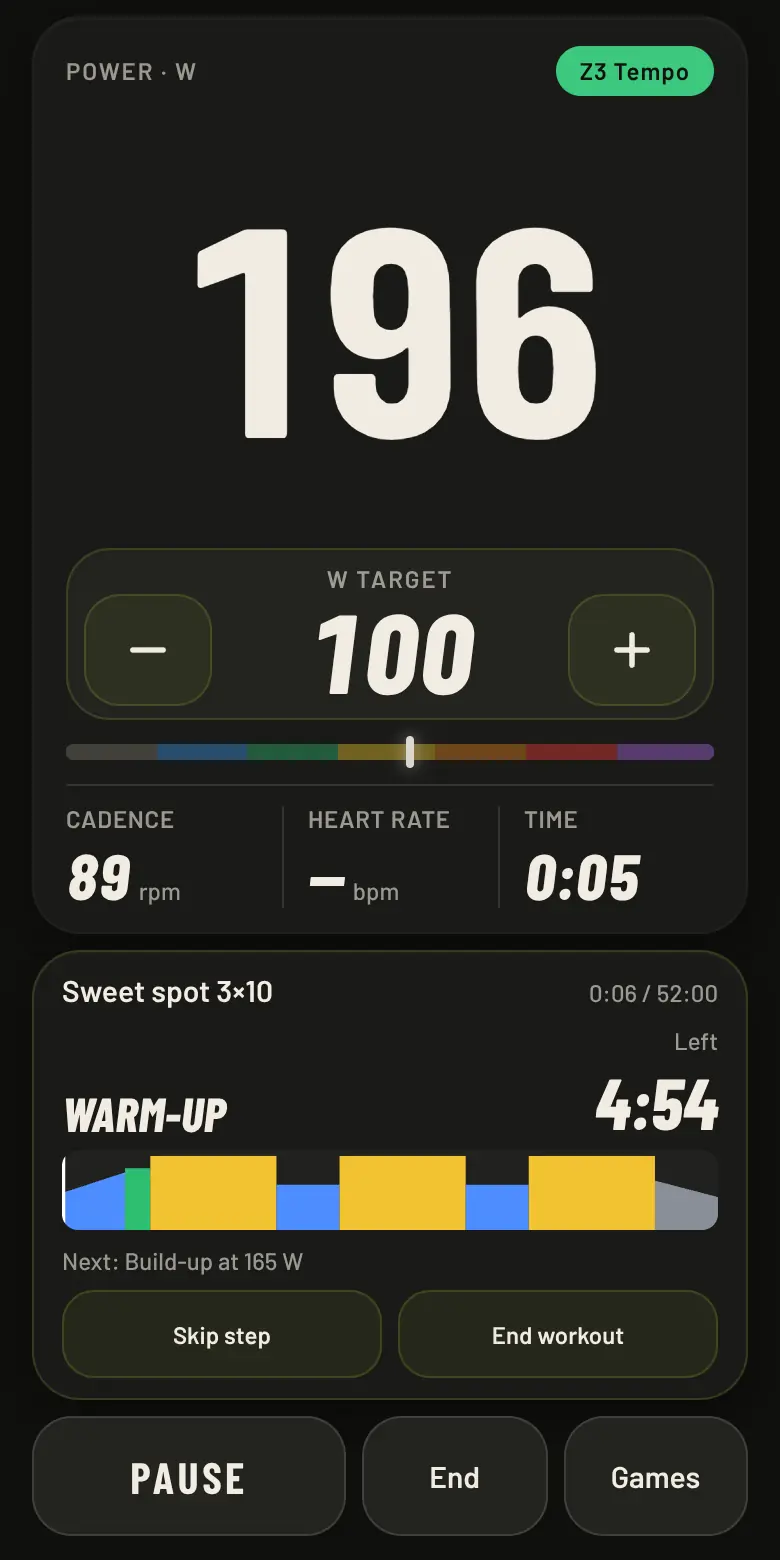 POWER · W
Z3 Tempo
196
W TARGET
− 100 +
CADENCE
89 rpm
HEART RATE
– bpm
TIME
0:05
Sweet spot 3×10
0:06 / 52:00
Left
WARM-UP
4:54
Next: Build-up at 165 W
Skip step
End workout
PAUSE
End
Games